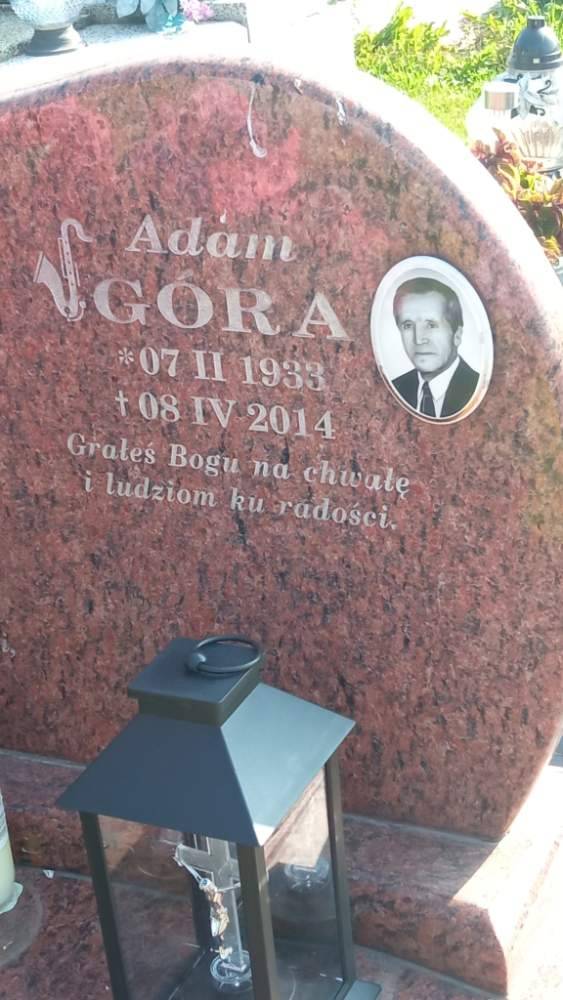 Adam
GÓRA
*07 II 1933
†08 IV 2014
Grałeś Bogu na chwałę
i ludziom ku radości.